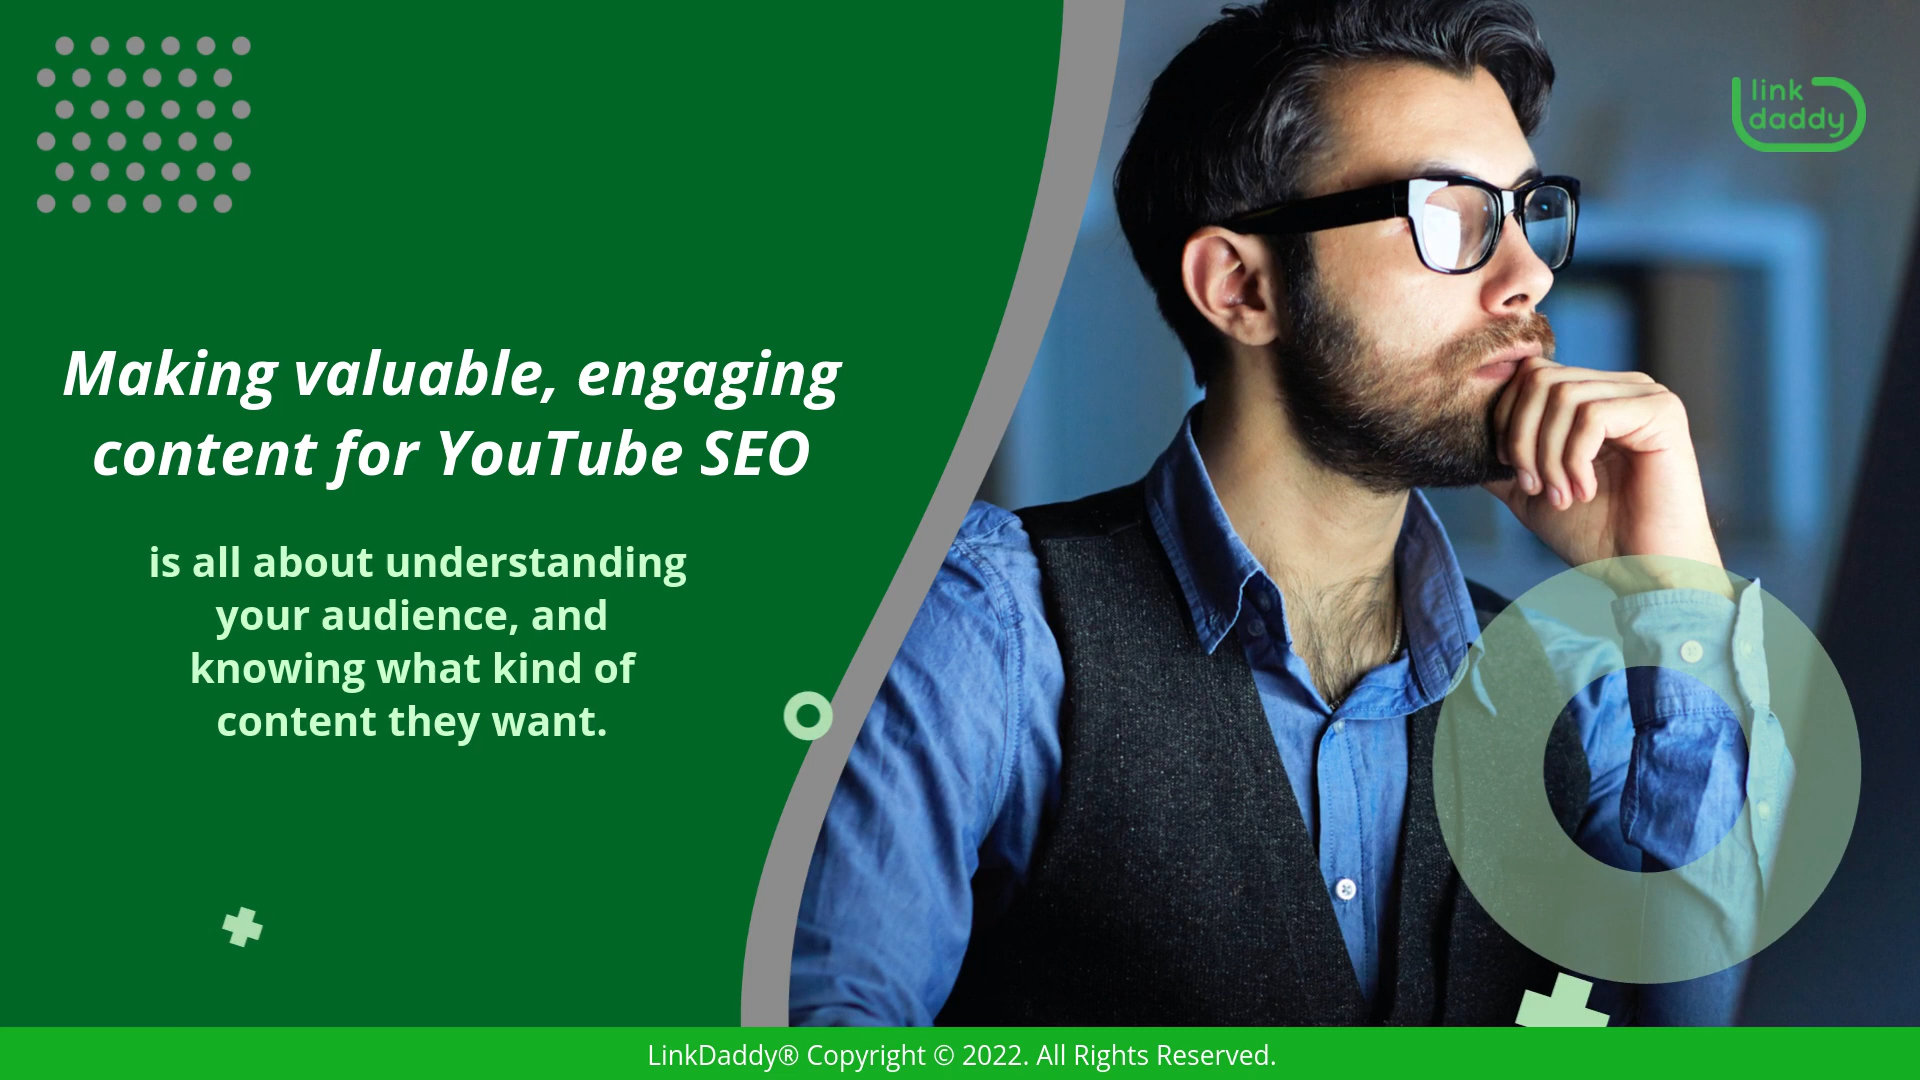 link
daddy
Making valuable, engaging
content for YouTube SEO
is all about understanding
your audience, and
knowing what kind of
content they want.
LinkDaddy® Copyright © 2022. All Rights Reserved.